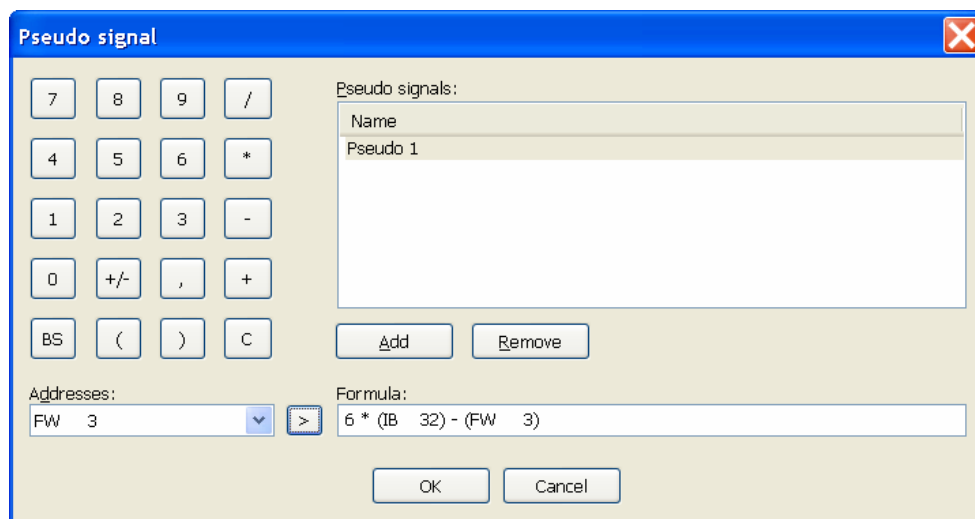 Pseudo signal
7 8 9 /
Pseudo signals:
Name
4 5 6 *
Pseudo 1
1 2 3 -
0 +/- , +
BS ( ) C
Add Remove
Addresses:
Formula:
FW 3 > 6 * (IB 32) - (FW 3)
OK Cancel